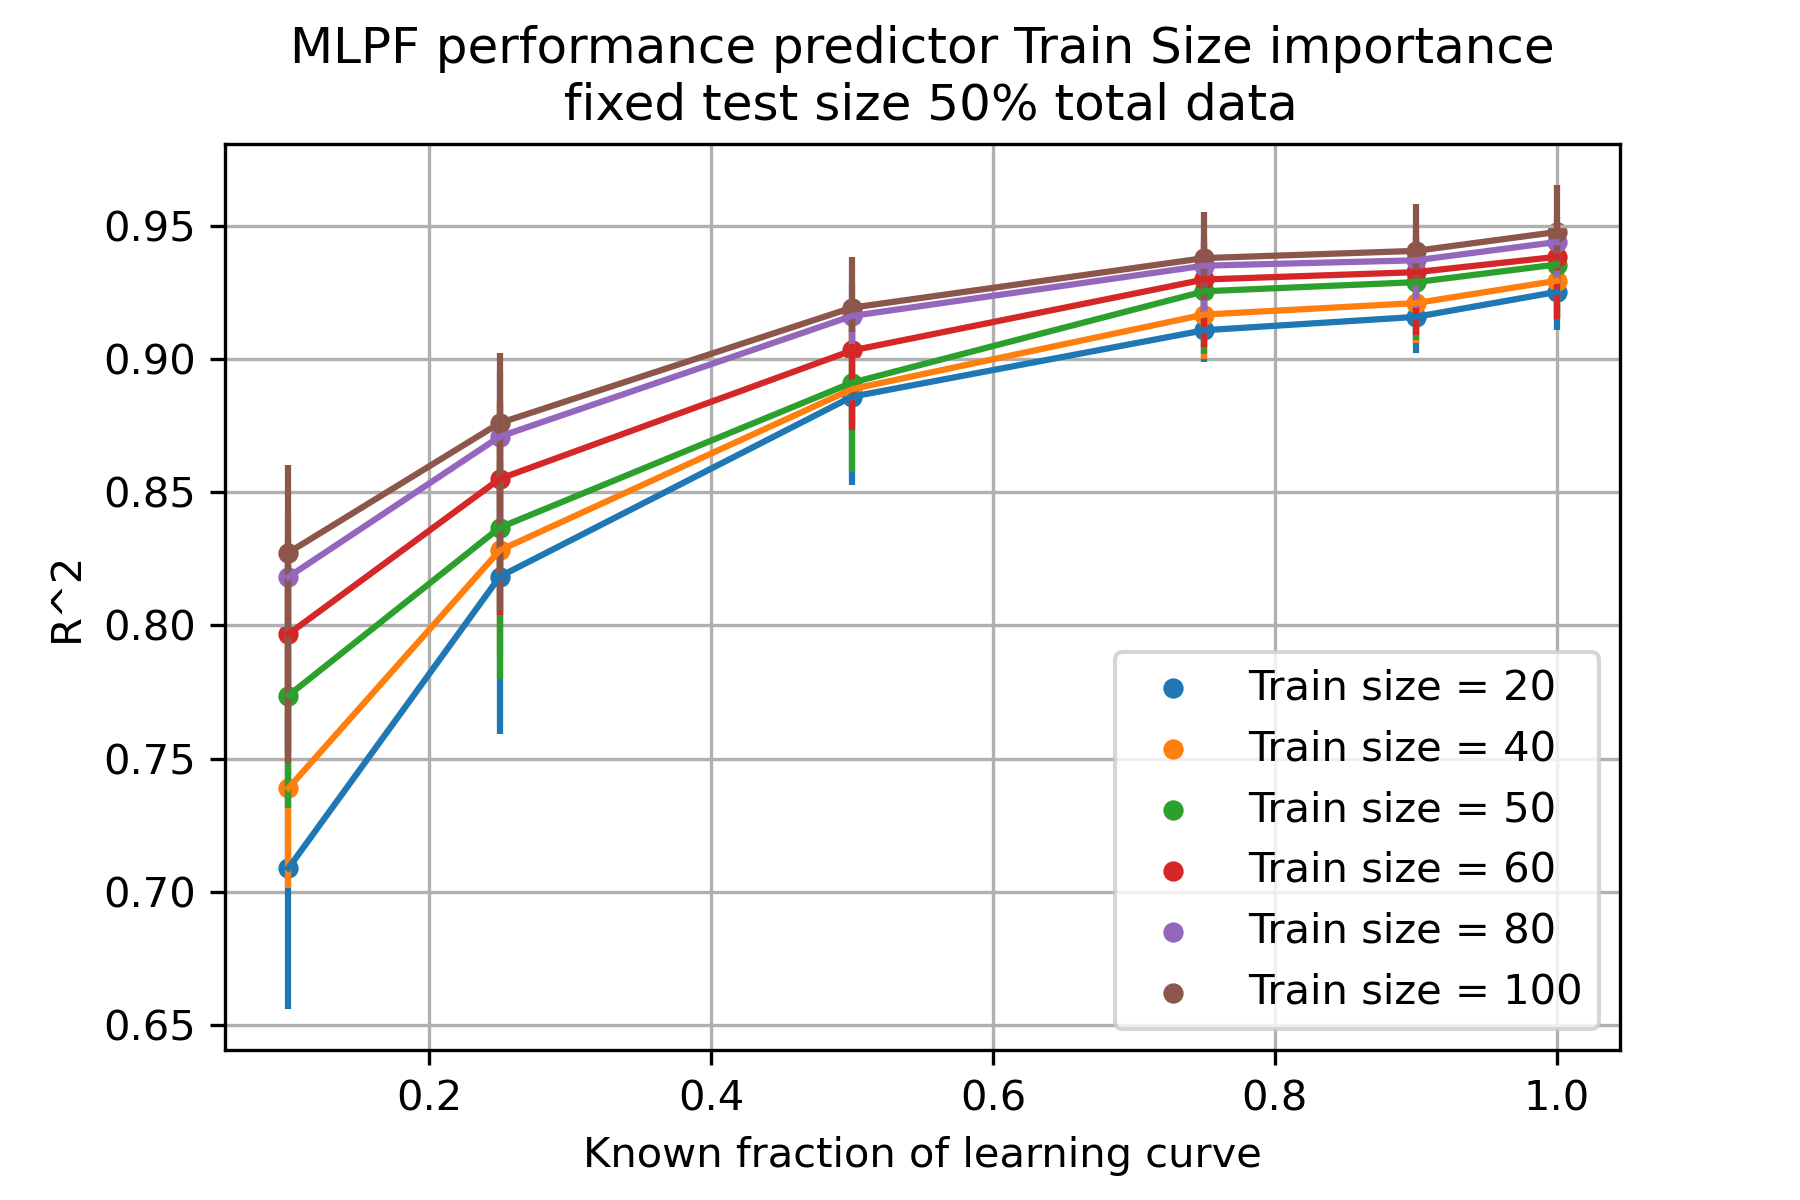 MLPF performance predictor Train Size importance
fixed test size 50% total data
R^2
0.95
0.90
0.85
0.80
0.75
0.70
0.65
Train size = 20
Train size = 40
Train size = 50
Train size = 60
Train size = 80
Train size = 100
0.2 0.4 0.6 0.8 1.0
Known fraction of learning curve